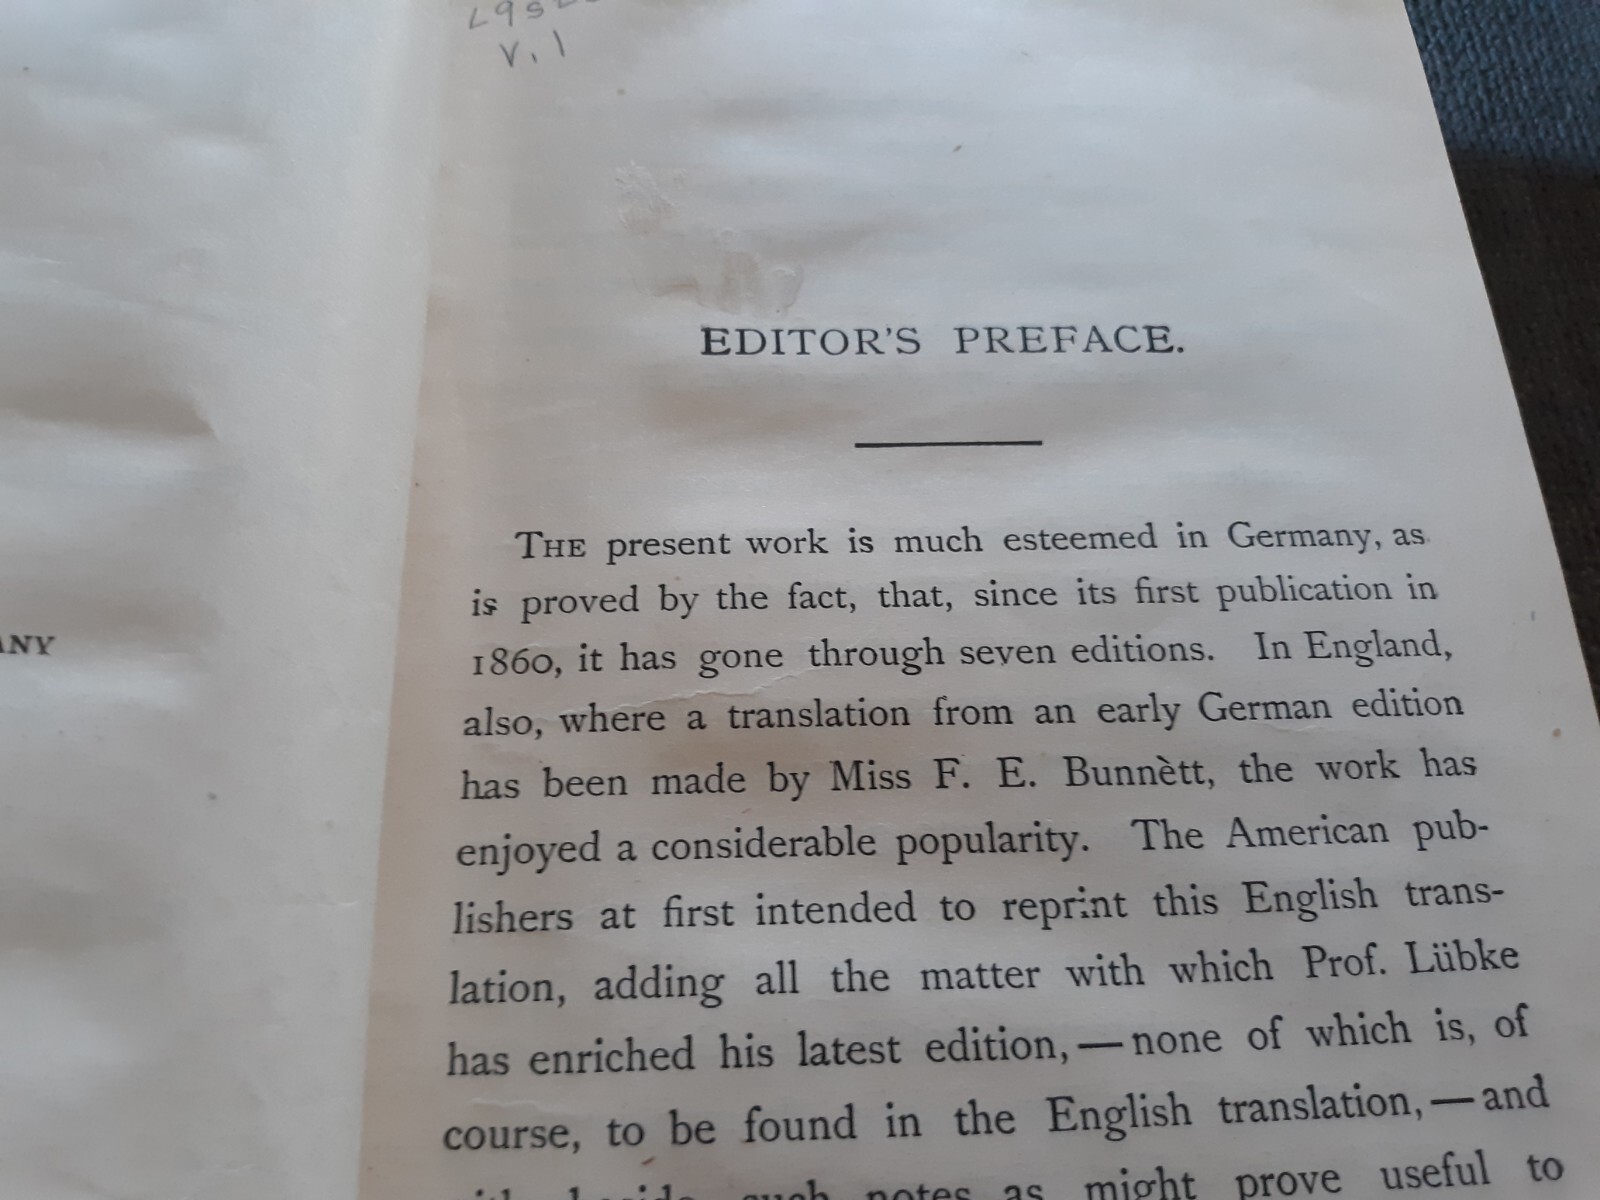 V.1
EDITOR'S PREFACE.
THE present work is much esteemed in Germany, as
is proved by the fact, that, since its first publication in
1860, it has gone through seven editions. In England,
also, where a translation from an early German edition
has been made by Miss F. E. Bunnètt, the work has
enjoyed a considerable popularity. The American pub-
lishers at first intended to reprint this English trans-
lation, adding all the matter with which Prof. Lübke
has enriched his latest edition, — none of which is, of
course, to be found in the English translation, — and
such notes as might prove useful to